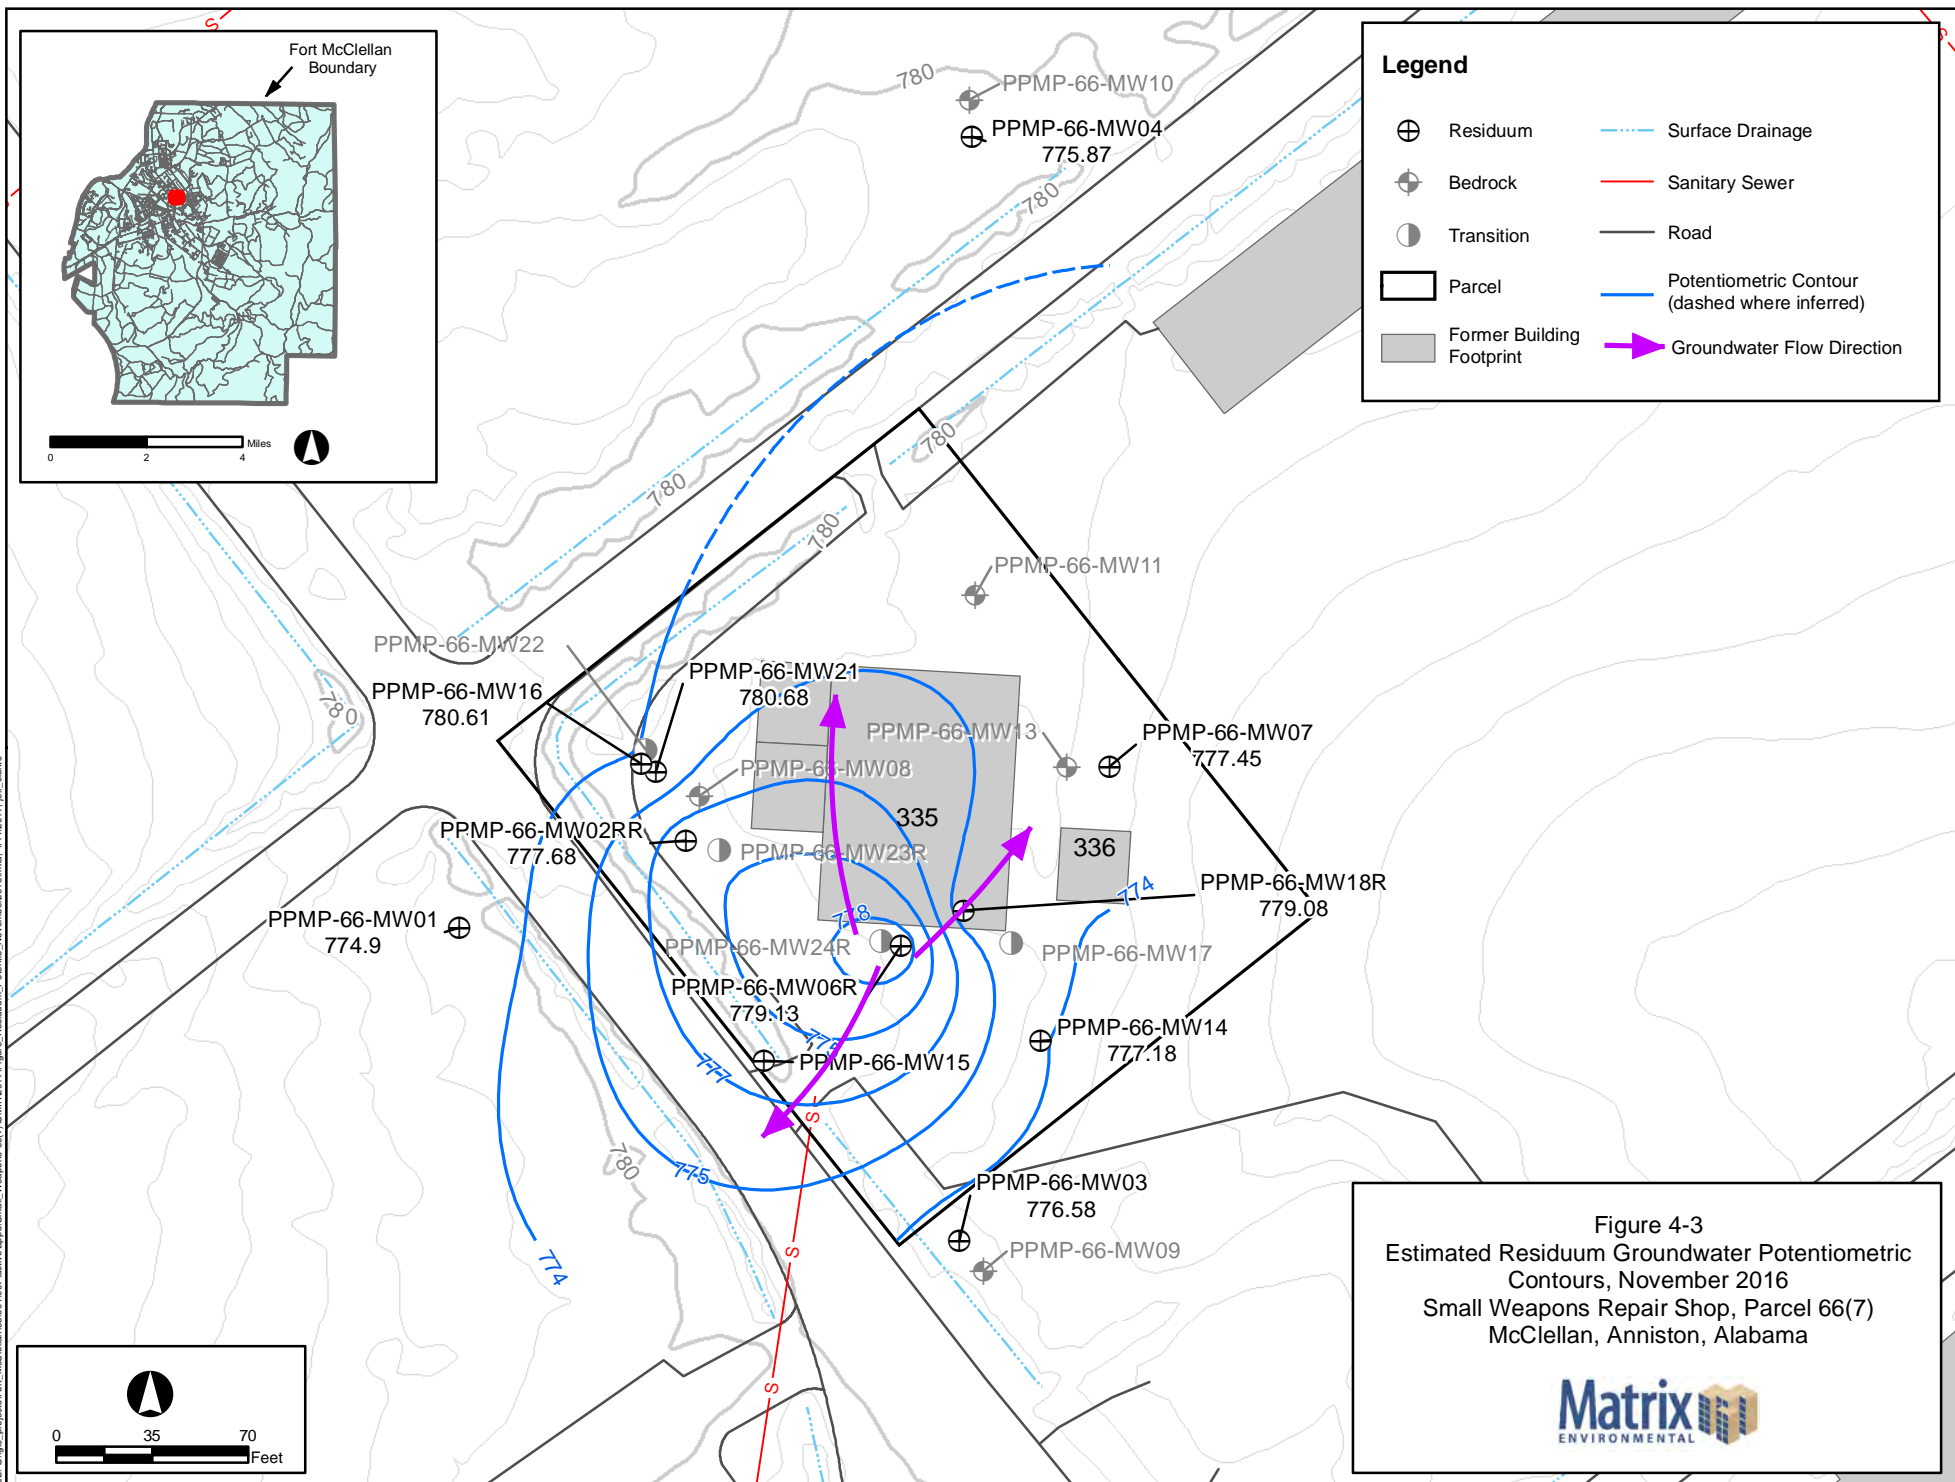 Fort McClellan
Boundary
Miles
0 2 4
Legend
Residuum
Bedrock
Transition
Parcel
Former Building
Footprint
Surface Drainage
Sanitary Sewer
Road
Potentiometric Contour
(dashed where inferred)
Groundwater Flow Direction
S
S
780
PPMP-66-MW10
PPMP-66-MW04
775.87
780
780
780
780
PPMP-66-MW11
PPMP-66-MW22
PPMP-66-MW21
780.68
PPMP-66-MW16
780.61
780
PPMP-66-MW13
PPMP-66-MW07
777.45
PPMP-66-MW08
335
336
PPMP-66-MW02RR
777.68
PPMP-66-MW23R
774
PPMP-66-MW18R
779.08
PPMP-66-MW01
774.9
778
PPMP-66-MW24R
PPMP-66-MW17
PPMP-66-MW06R
779.13
PPMP-66-MW14
777.18
777
PPMP-66-MW15
S
780
775
PPMP-66-MW03
776.58
PPMP-66-MW09
774
S
S
0 35 70
Feet
Figure 4-3
Estimated Residuum Groundwater Potentiometric
Contours, November 2016
Small Weapons Repair Shop, Parcel 66(7)
McClellan, Anniston, Alabama
Matrix
ENVIRONMENTAL